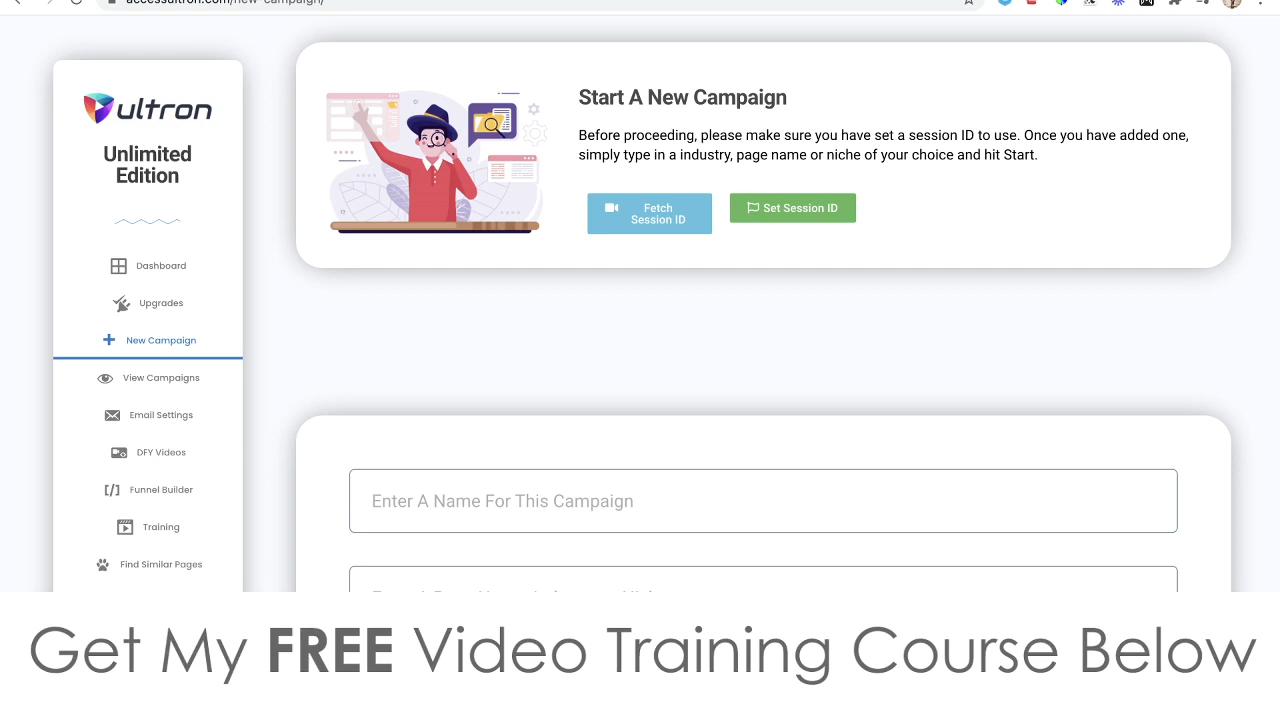 accessultron.com/new-campaign/
ultron
Unlimited
Edition
Dashboard
Upgrades
New Campaign
View Campaigns
Email Settings
DFY Videos
Funnel Builder
Training
Find Similar Pages
Start A New Campaign
Before proceeding, please make sure you have set a session ID to use. Once you have added one,
simply type in a industry, page name or niche of your choice and hit Start.
Fetch
Session ID
Set Session ID
Enter A Name For This Campaign
Get My FREE Video Training Course Below